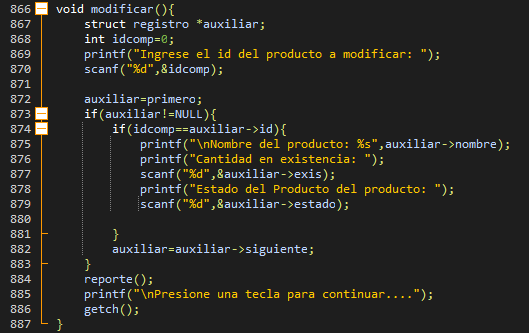 866 void modificar(){
867 struct registro *auxiliar;
868 int idcomp=0;
869 printf("Ingrese el id del producto a modificar: ");
870 scanf("%d",&idcomp);
871
872 auxiliar=primero;
873 if(auxiliar!=NULL){
874 if(idcomp==auxiliar->id){
875 printf("\nNombre del producto: %s",auxiliar->nombre);
876 printf("Cantidad en existencia: ");
877 scanf("%d",&auxiliar->exis);
878 printf("Estado del Producto del producto: ");
879 scanf("%d",&auxiliar->estado);
880
881 }
882 auxiliar=auxiliar->siguiente;
883 }
884 reporte();
885 printf("\nPresione una tecla para continuar....");
886 getch();
887 }